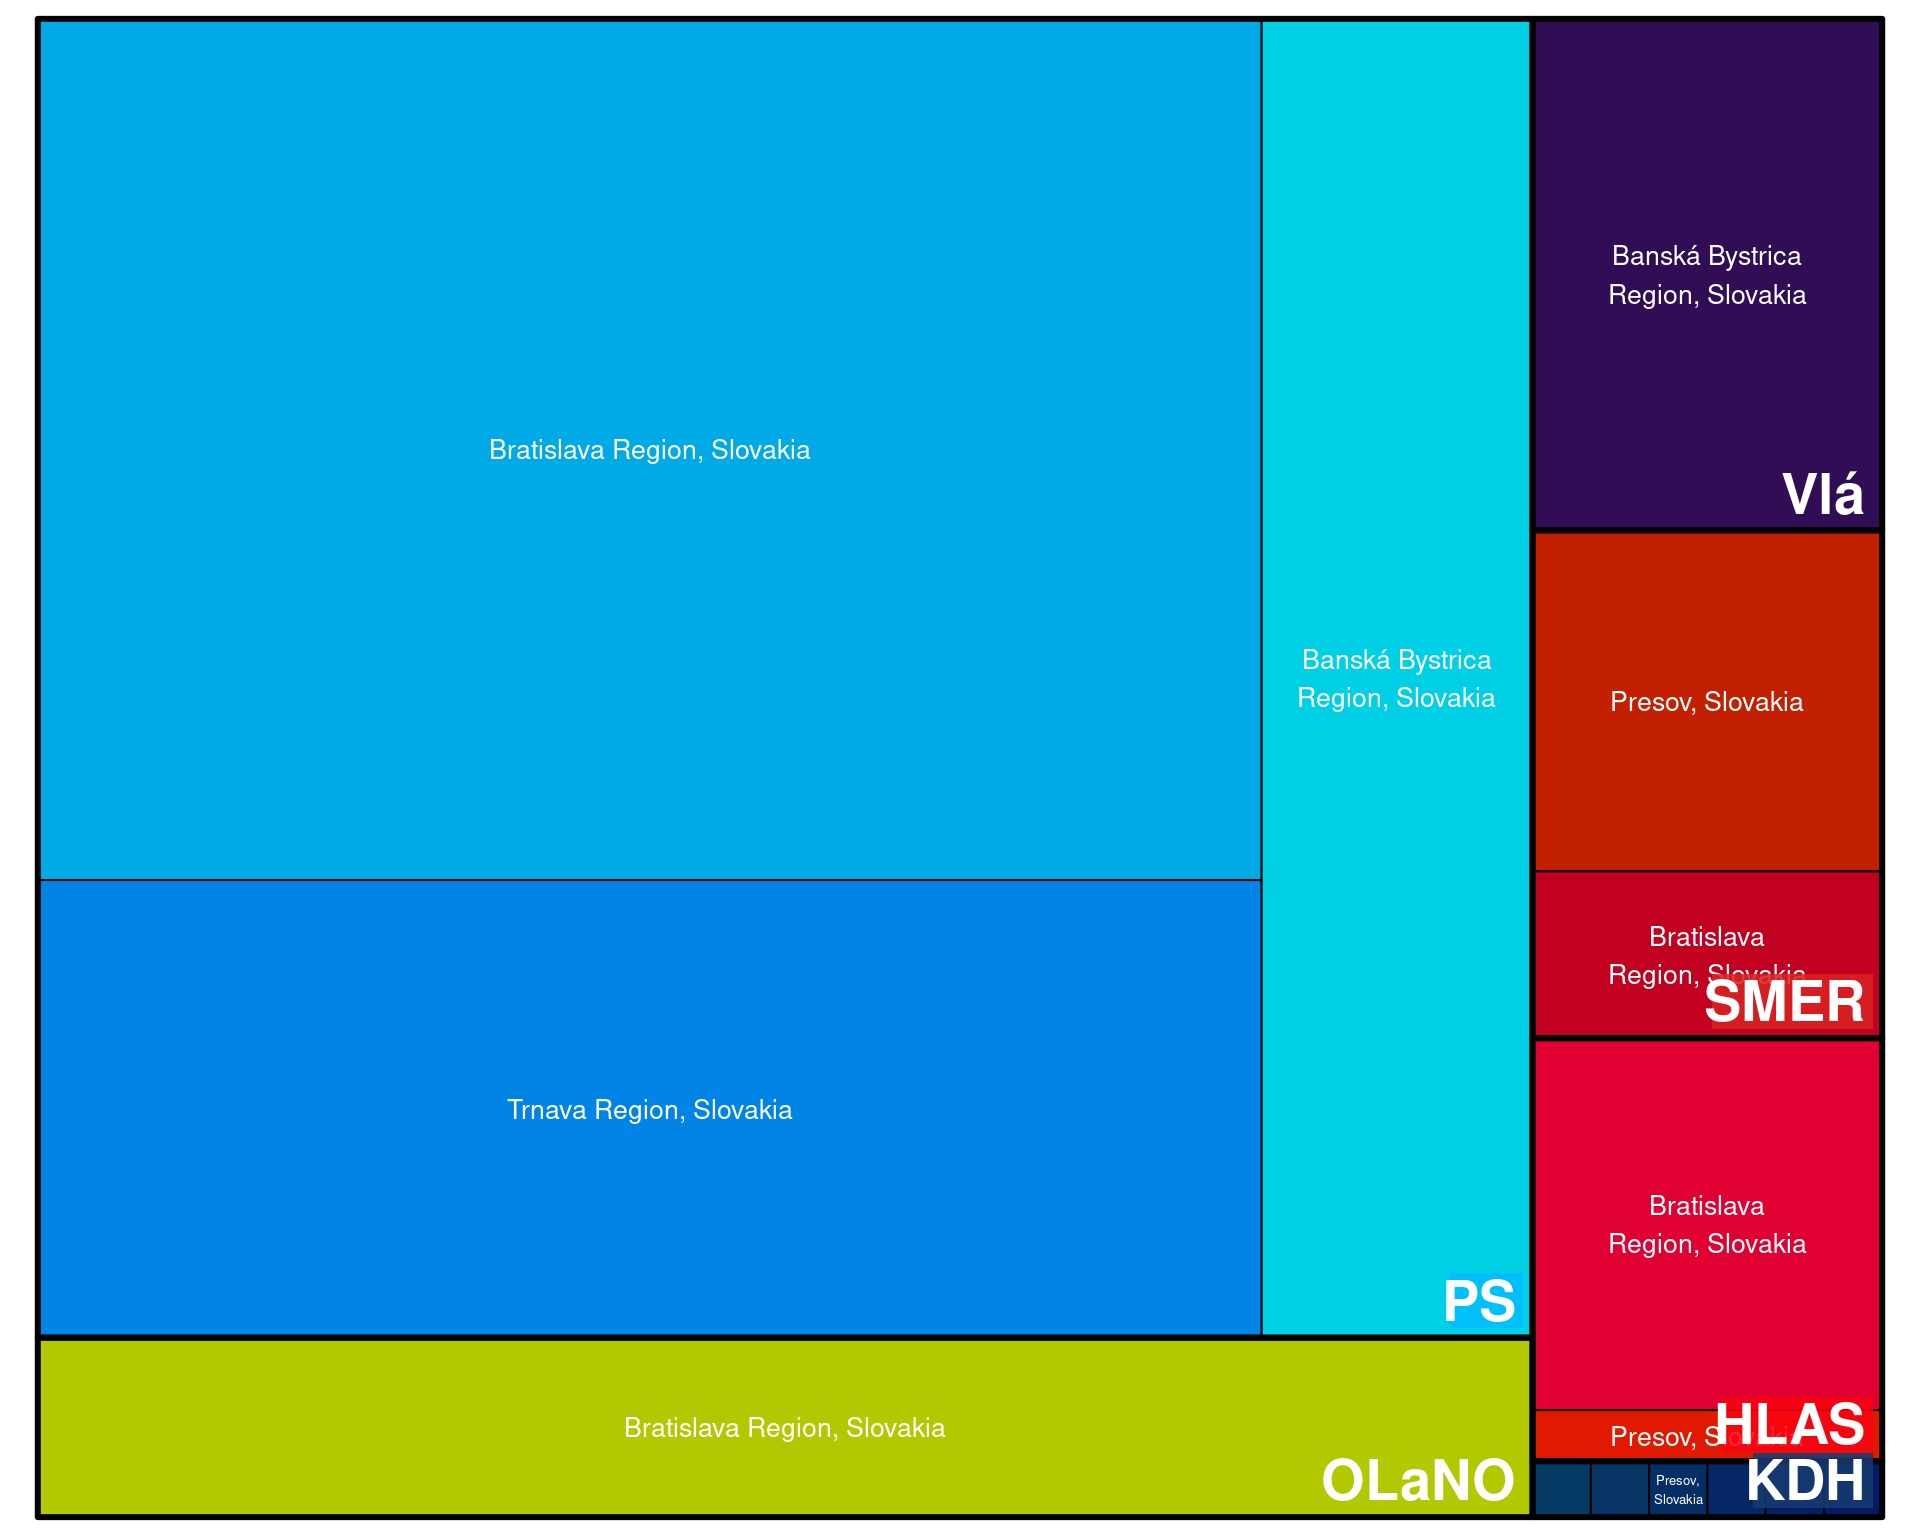 Bratislava Region, Slovakia
Trnava Region, Slovakia
Banská Bystrica
Region, Slovakia
PS
Bratislava Region, Slovakia
OLaNO
Banská Bystrica
Region, Slovakia
Vlá
Presov, Slovakia
Bratislava
Region, Slovakia
SMER
Bratislava
Region, Slovakia
Presov, Slovakia
HLAS
Presov,
Slovakia
KDH